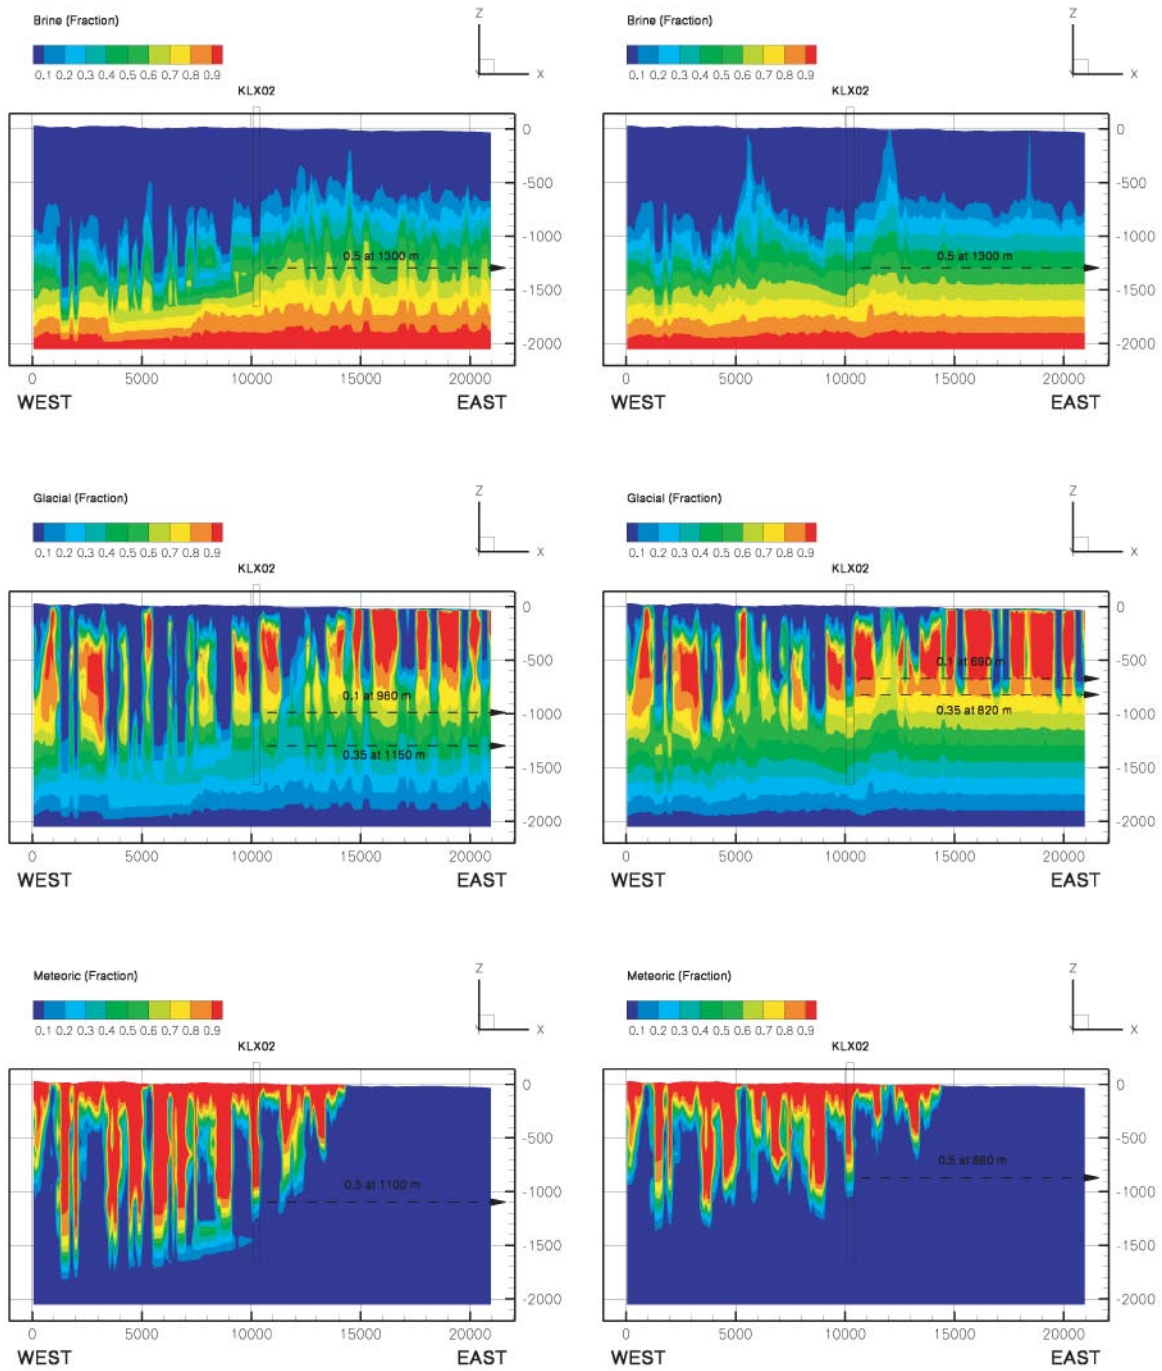 Brine (Fraction)
Z
X
0.1 0.2 0.3 0.4 0.5 0.6 0.7 0.8 0.9
KLX02
0
-500
-1000
0.5 at 1300 m
-1500
-2000
0 5000 10000 15000 20000
WEST EAST
Brine (Fraction)
Z
X
0.1 0.2 0.3 0.4 0.5 0.6 0.7 0.8 0.9
KLX02
0
-500
-1000
0.5 at 1300 m
-1500
-2000
0 5000 10000 15000 20000
WEST EAST
Glacial (Fraction)
Z
X
0.1 0.2 0.3 0.4 0.5 0.6 0.7 0.8 0.9
KLX02
0
-500
0.1 at 980 m
-1000
0.35 at 1150 m
-1500
-2000
0 5000 10000 15000 20000
WEST EAST
Glacial (Fraction)
Z
X
0.1 0.2 0.3 0.4 0.5 0.6 0.7 0.8 0.9
KLX02
0
-500
0.1 at 690 m
0.35 at 820 m
-1000
-1500
-2000
0 5000 10000 15000 20000
WEST EAST
Meteoric (Fraction)
Z
X
0.1 0.2 0.3 0.4 0.5 0.6 0.7 0.8 0.9
KLX02
0
-500
0.5 at 1100 m
-1000
-1500
-2000
0 5000 10000 15000 20000
WEST EAST
Meteoric (Fraction)
Z
X
0.1 0.2 0.3 0.4 0.5 0.6 0.7 0.8 0.9
KLX02
0
-500
0.5 at 860 m
-1000
-1500
-2000
0 5000 10000 15000 20000
WEST EAST